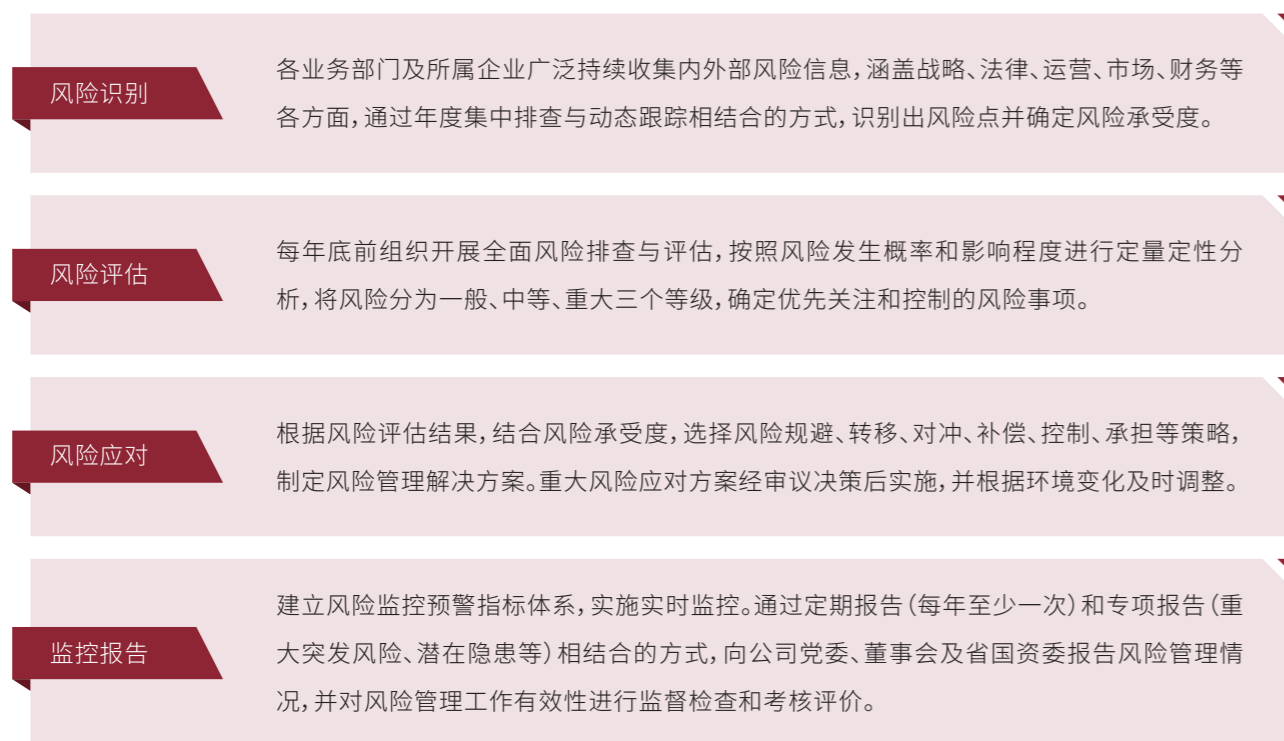 风险识别
各业务部门及所属企业广泛持续收集内外部风险信息，涵盖战略、法律、运营、市场、财务等
各方面，通过年度集中排查与动态跟踪相结合的方式，识别出风险点并确定风险承受度。
风险评估
每年底前组织开展全面风险排查与评估，按照风险发生概率和影响程度进行定量定性分
析，将风险分为一般、中等、重大三个等级，确定优先关注和控制的风险事项。
风险应对
根据风险评估结果，结合风险承受度，选择风险规避、转移、对冲、补偿、控制、承担等策略，
制定风险管理解决方案。重大风险应对方案经审议决策后实施，并根据环境变化及时调整。
监控报告
建立风险监控预警指标体系，实施实时监控。通过定期报告（每年至少一次）和专项报告（重
大突发风险、潜在隐患等）相结合的方式，向公司党委、董事会及省国资委报告风险管理情
况，并对风险管理工作有效性进行监督检查和考核评价。